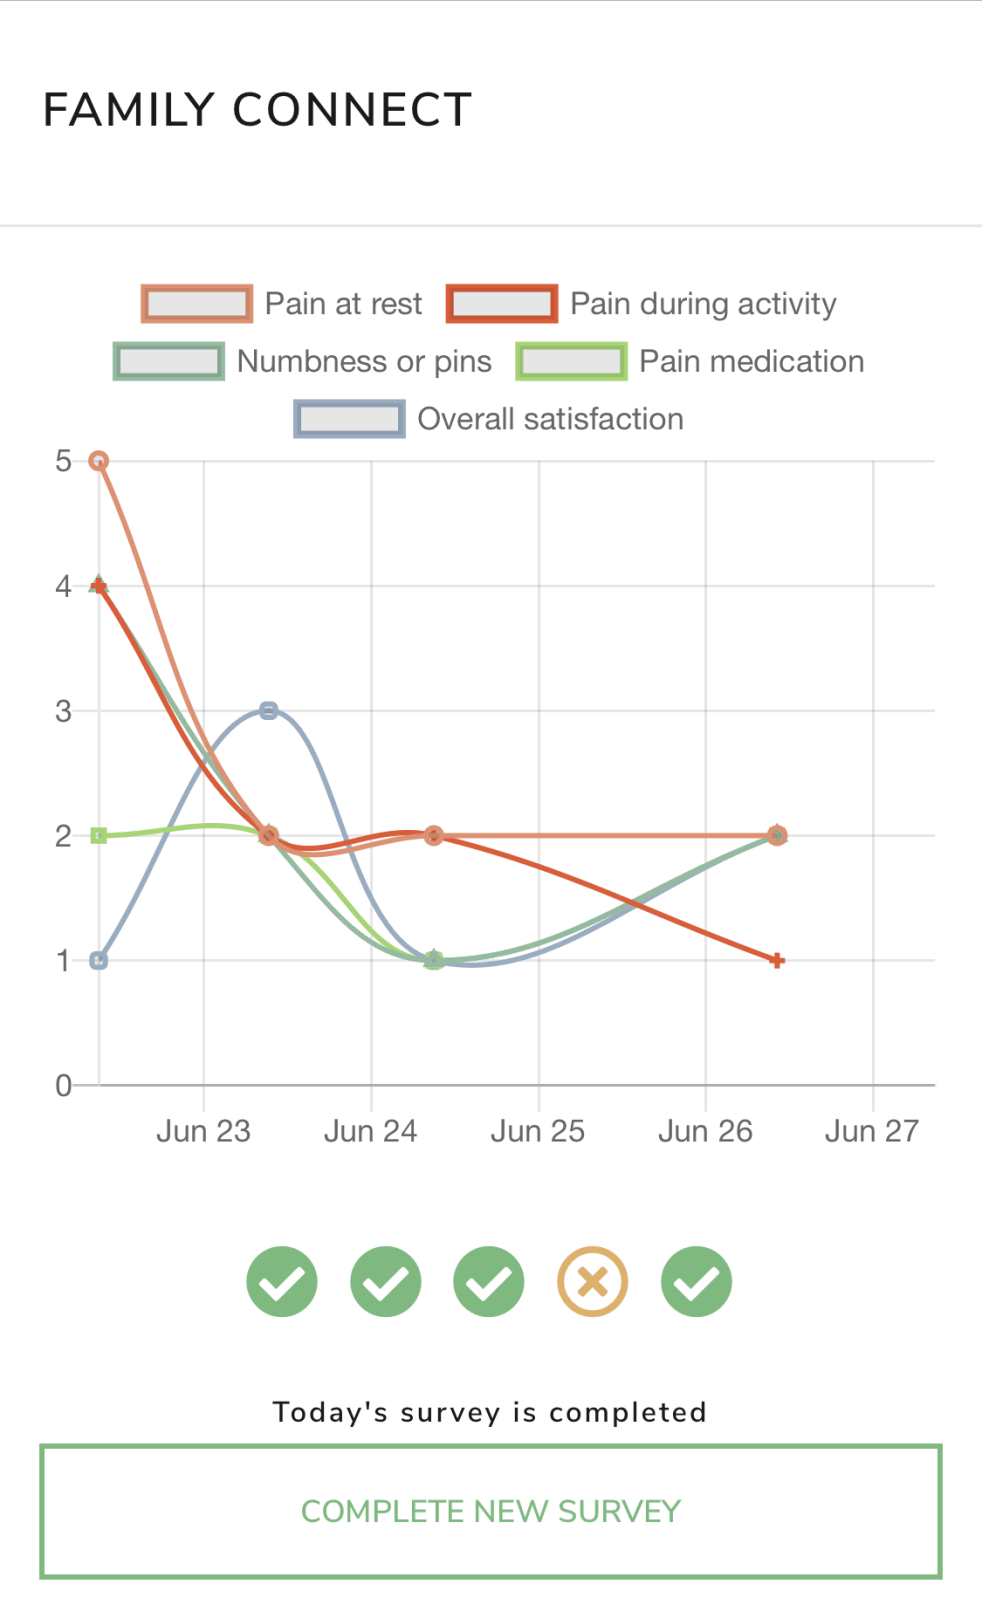 FAMILY CONNECT
Pain at rest Pain during activity
Numbness or pins Pain medication
Overall satisfaction
5
4
3
2
1
0
Jun 23 Jun 24 Jun 25 Jun 26 Jun 27
Today's survey is completed
COMPLETE NEW SURVEY